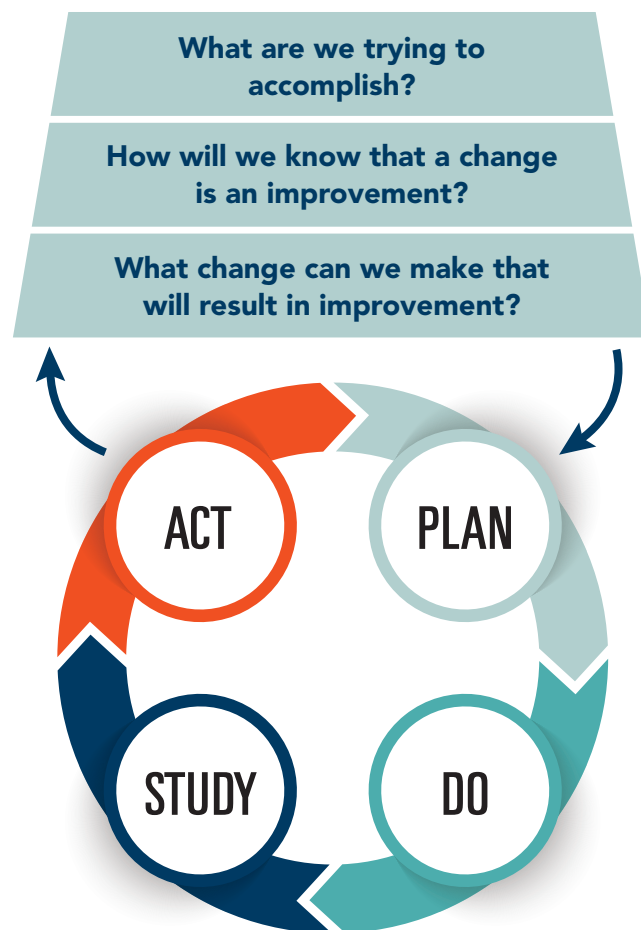 What are we trying to
accomplish?
How will we know that a change
is an improvement?
What change can we make that
will result in improvement?
ACT
PLAN
STUDY
DO